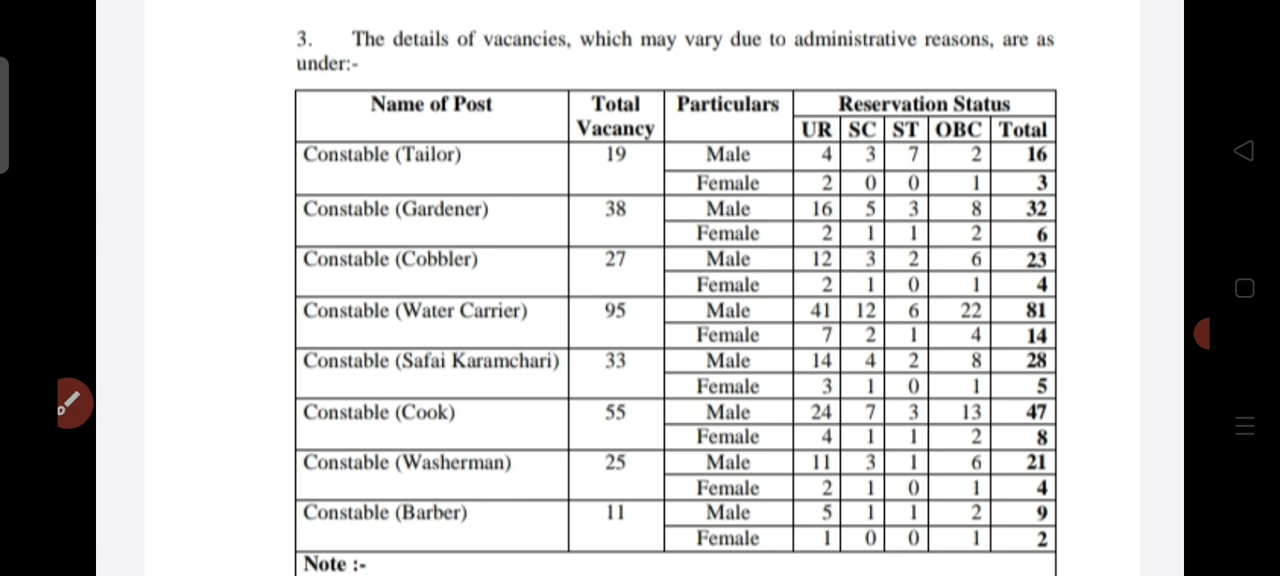 3. The details of vacancies, which may vary due to administrative reasons, are as
under:-
Name of Post Total Vacancy Particulars Reservation Status
UR SC ST OBC Total
Constable (Tailor) 19 Male 4 3 7 2 16
Female 2 0 0 1 3
Constable (Gardener) 38 Male 16 5 3 8 32
Female 2 1 1 2 6
Constable (Cobbler) 27 Male 12 3 2 6 23
Female 2 1 0 1 4
Constable (Water Carrier) 95 Male 41 12 6 22 81
Female 7 2 1 4 14
Constable (Safai Karamchari) 33 Male 14 4 2 8 28
Female 3 1 0 1 5
Constable (Cook) 55 Male 24 7 3 13 47
Female 4 1 1 2 8
Constable (Washerman) 25 Male 11 3 1 6 21
Female 2 1 0 1 4
Constable (Barber) 11 Male 5 1 1 2 9
Female 1 0 0 1 2
Note :-